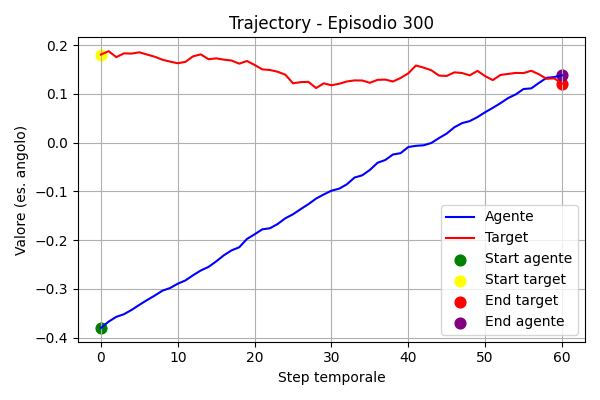 Trajectory - Episodio 300
Valore (es. angolo)
0.2
0.1
0.0
−0.1
−0.2
−0.3
−0.4
0
10
20
30
40
50
60
Step temporale
Agente
Target
Start agente
Start target
End target
End agente